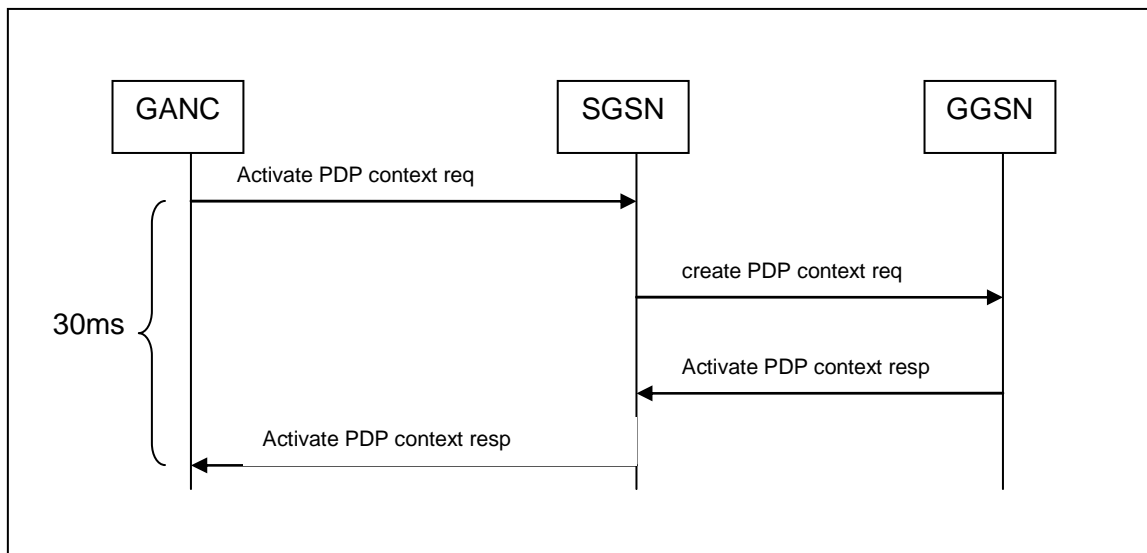 GANC
SGSN
GGSN
Activate PDP context req
create PDP context req
30ms
Activate PDP context resp
Activate PDP context resp